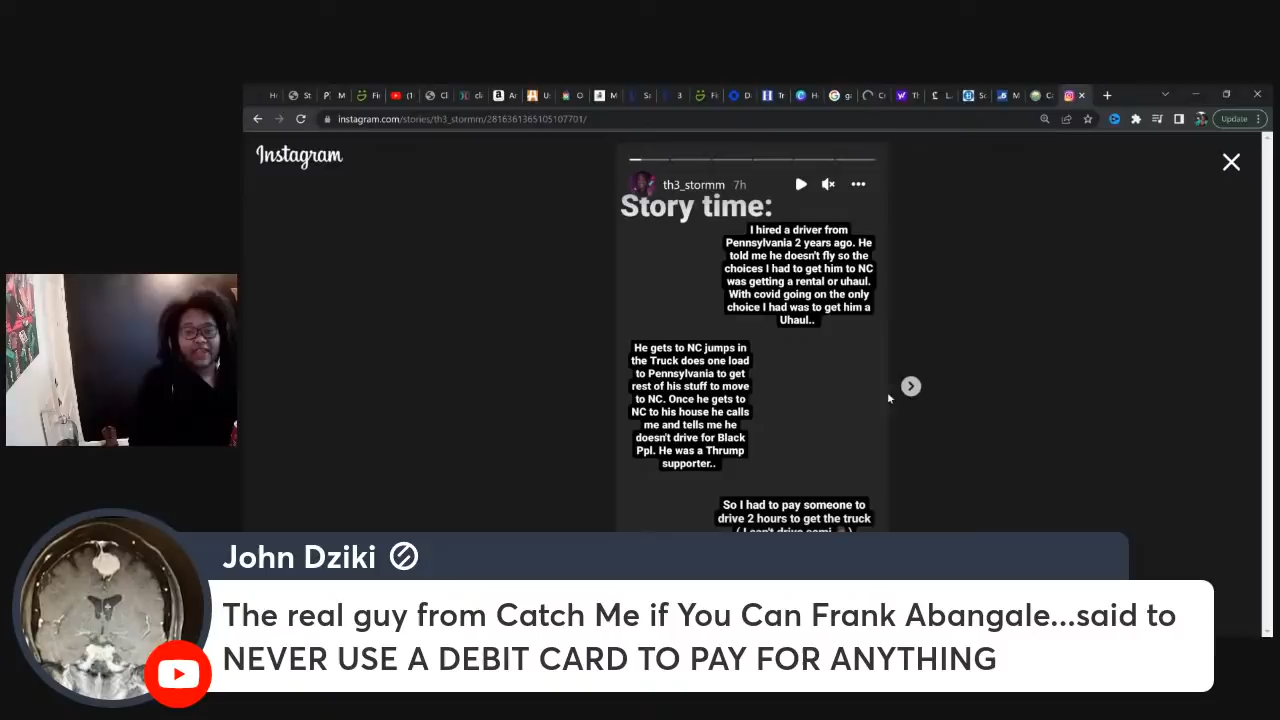 Update
instagram.com/stories/th3_stormm/2816361365105107701/
Instagram
th3_stormm 7h
Story time:
I hired a driver from
Pennsylvania 2 years ago. He
told me he doesn't fly so the
choices I had to get him to NC
was getting a rental or uhaul.
With covid going on the only
choice I had was to get him a
Uhaul..
He gets to NC jumps in
the Truck does one load
to Pennsylvania to get
rest of his stuff to move
to NC. Once he gets to
NC to his house he calls
me and tells me he
doesn't drive for Black
Ppl. He was a Thrump
supporter..
So I had to pay someone to
drive 2 hours to get the truck
John Dziki
The real guy from Catch Me if You Can Frank Abangale...said to
NEVER USE A DEBIT CARD TO PAY FOR ANYTHING